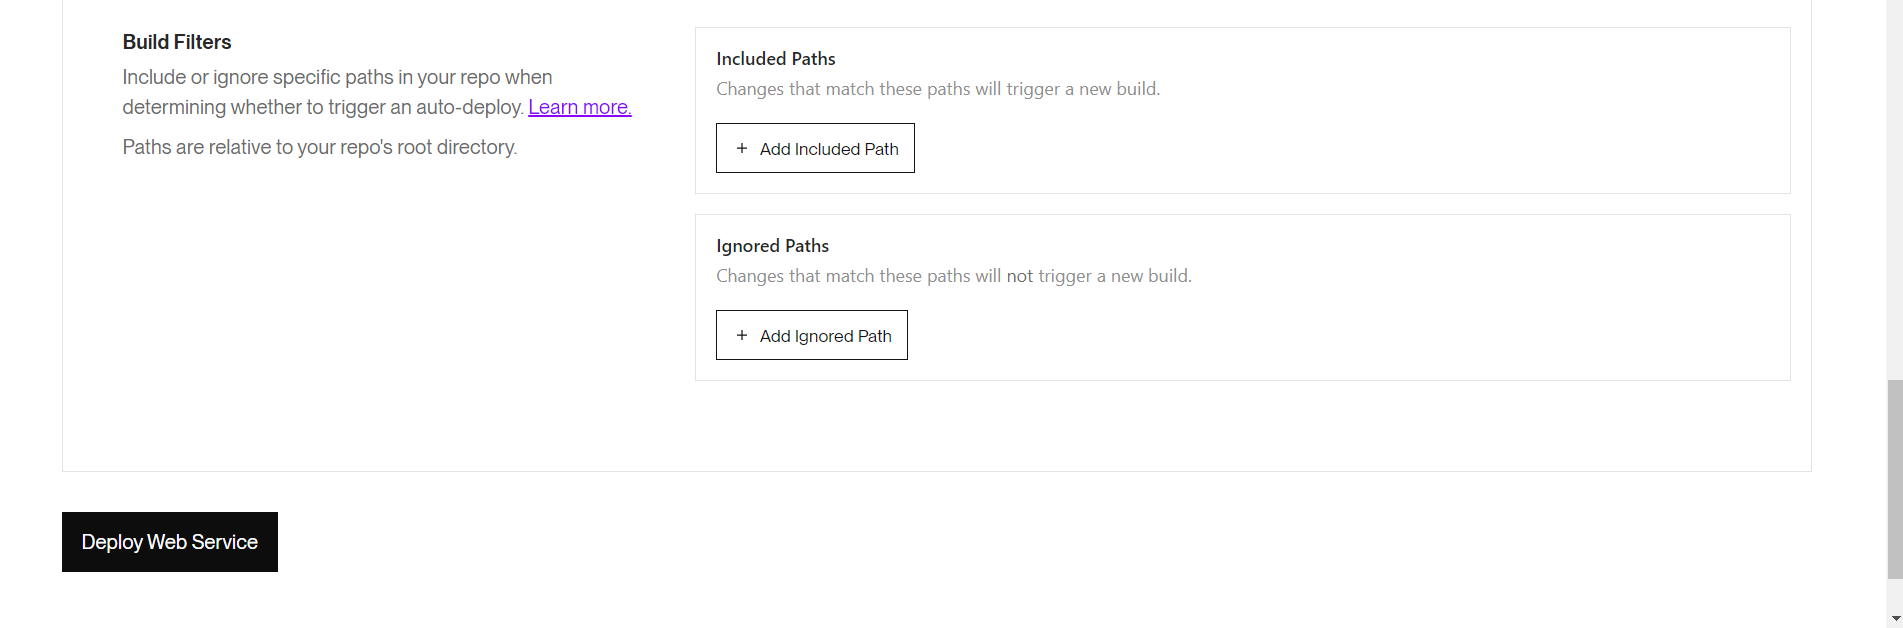 Build Filters
Include or ignore specific paths in your repo when
determining whether to trigger an auto-deploy. Learn more.
Paths are relative to your repo's root directory.
Included Paths
Changes that match these paths will trigger a new build.
+ Add Included Path
Ignored Paths
Changes that match these paths will not trigger a new build.
+ Add Ignored Path
Deploy Web Service